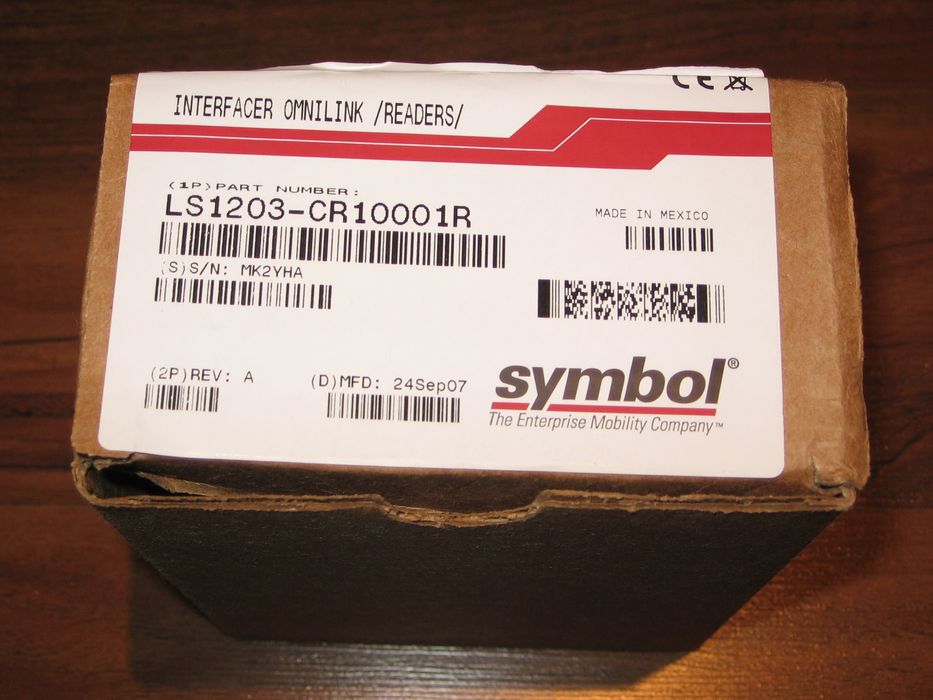 CE
INTERFACER OMNILINK /READERS/
(1P)PART NUMBER:
LS1203-CR10001R
MADE IN MEXICO
(S)S/N: MK2YHA
(2P)REV: A
(D)MFD: 24Sep07
symbol®
The Enterprise Mobility Company™